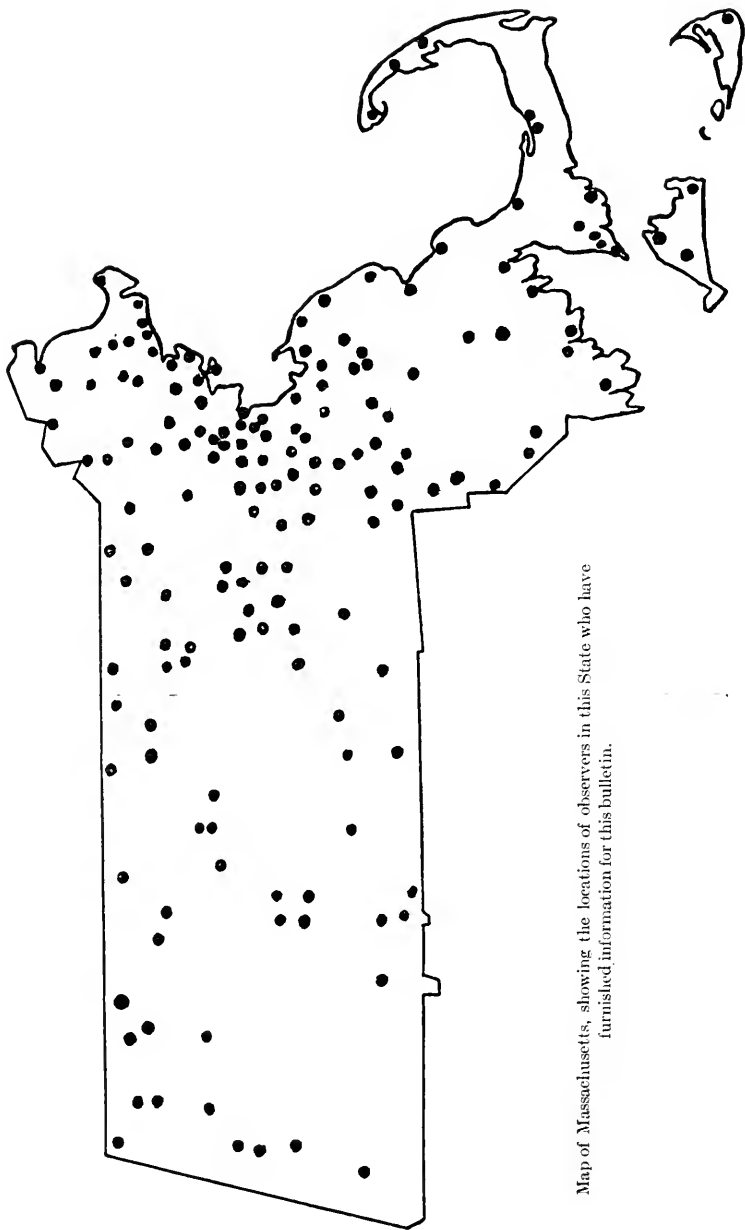 Map of Massachusetts, showing the locations of observers in this State who have
furnished information for this bulletin.